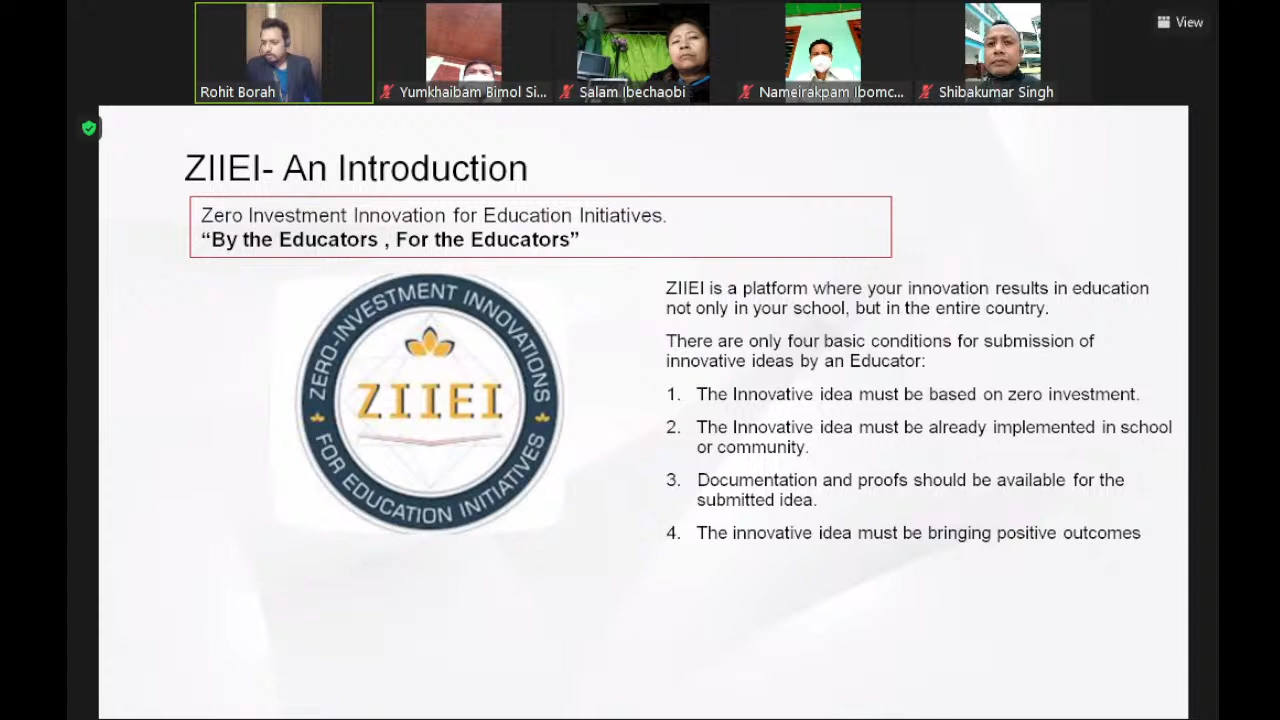 View
Rohit Borah
Yumkhaibam Bimol Si...
Salam Ibechaobi
Nameirakpam Ibomc...
Shibakumar Singh
ZIIEI- An Introduction
Zero Investment Innovation for Education Initiatives.
“By the Educators , For the Educators”
ZERO-INVESTMENT INNOVATIONS
ZIIEI
FOR EDUCATION INITIATIVES
ZIIEI is a platform where your innovation results in education
not only in your school, but in the entire country.
There are only four basic conditions for submission of
innovative ideas by an Educator:
1. The Innovative idea must be based on zero investment.
2. The Innovative idea must be already implemented in school
or community.
3. Documentation and proofs should be available for the
submitted idea.
4. The innovative idea must be bringing positive outcomes